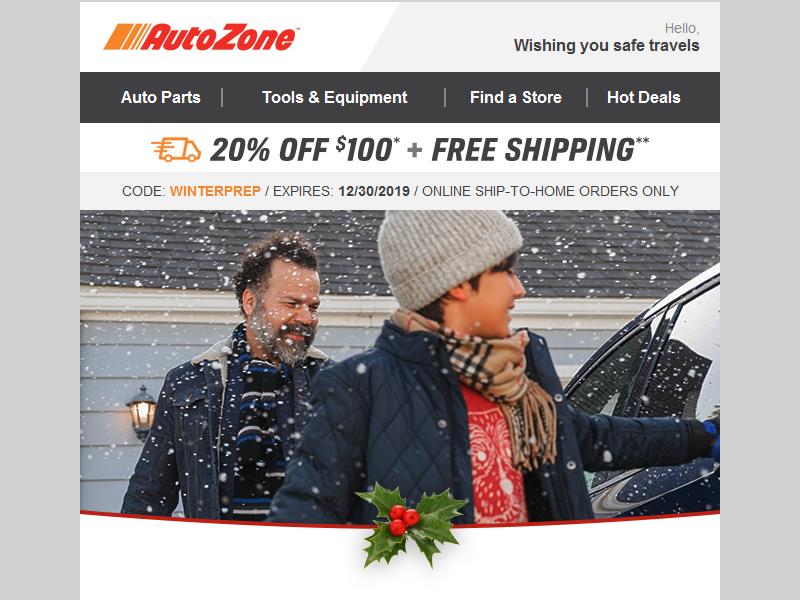 AutoZone
Hello,
Wishing you safe travels
Auto Parts | Tools & Equipment | Find a Store | Hot Deals
20% OFF $100* + FREE SHIPPING**
CODE: WINTERPREP / EXPIRES: 12/30/2019 / ONLINE SHIP-TO-HOME ORDERS ONLY